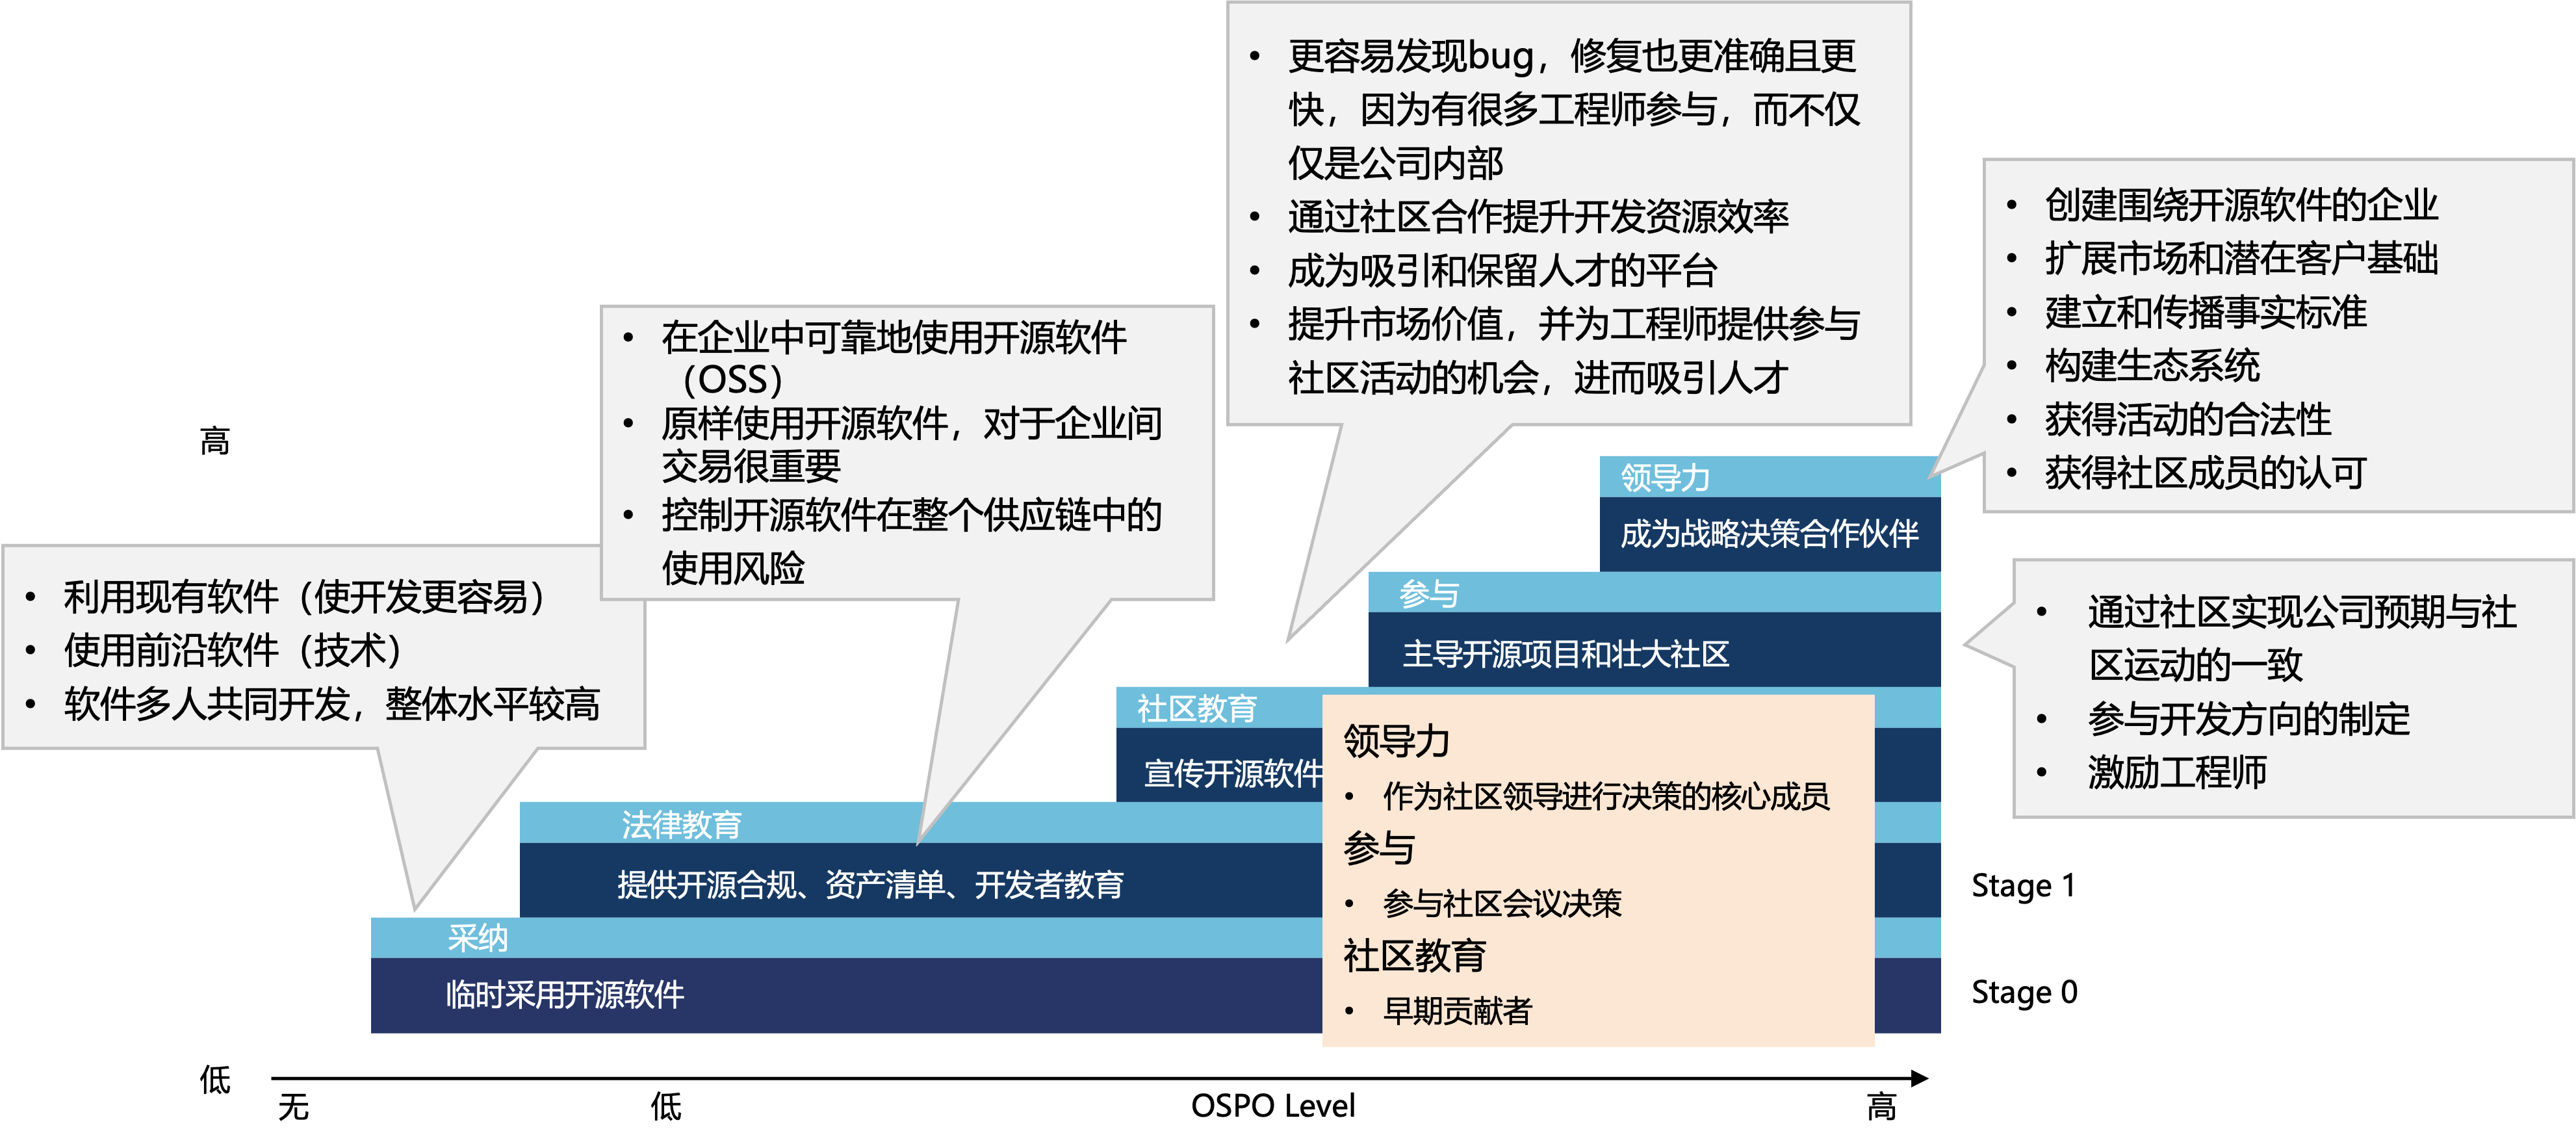 • 更容易发现bug，修复也更准确且更
快，因为有很多工程师参与，而不仅
仅是公司内部
• 通过社区合作提升开发资源效率
• 成为吸引和保留人才的平台
• 提升市场价值，并为工程师提供参与
社区活动的机会，进而吸引人才
• 创建围绕开源软件的企业
• 扩展市场和潜在客户基础
• 建立和传播事实标准
• 构建生态系统
• 获得活动的合法性
• 获得社区成员的认可
• 在企业中可靠地使用开源软件
（OSS）
• 原样使用开源软件，对于企业间
交易很重要
• 控制开源软件在整个供应链中的
使用风险
高
• 利用现有软件（使开发更容易）
• 使用前沿软件（技术）
• 软件多人共同开发，整体水平较高
• 通过社区实现公司预期与社
区运动的一致
• 参与开发方向的制定
• 激励工程师
领导力
成为战略决策合作伙伴
参与
主导开源项目和壮大社区
社区教育
宣传开源软件
法律教育
提供开源合规、资产清单、开发者教育
采纳
临时采用开源软件
领导力
• 作为社区领导进行决策的核心成员
参与
• 参与社区会议决策
社区教育
• 早期贡献者
Stage 1
Stage 0
低
无
低
OSPO Level
高